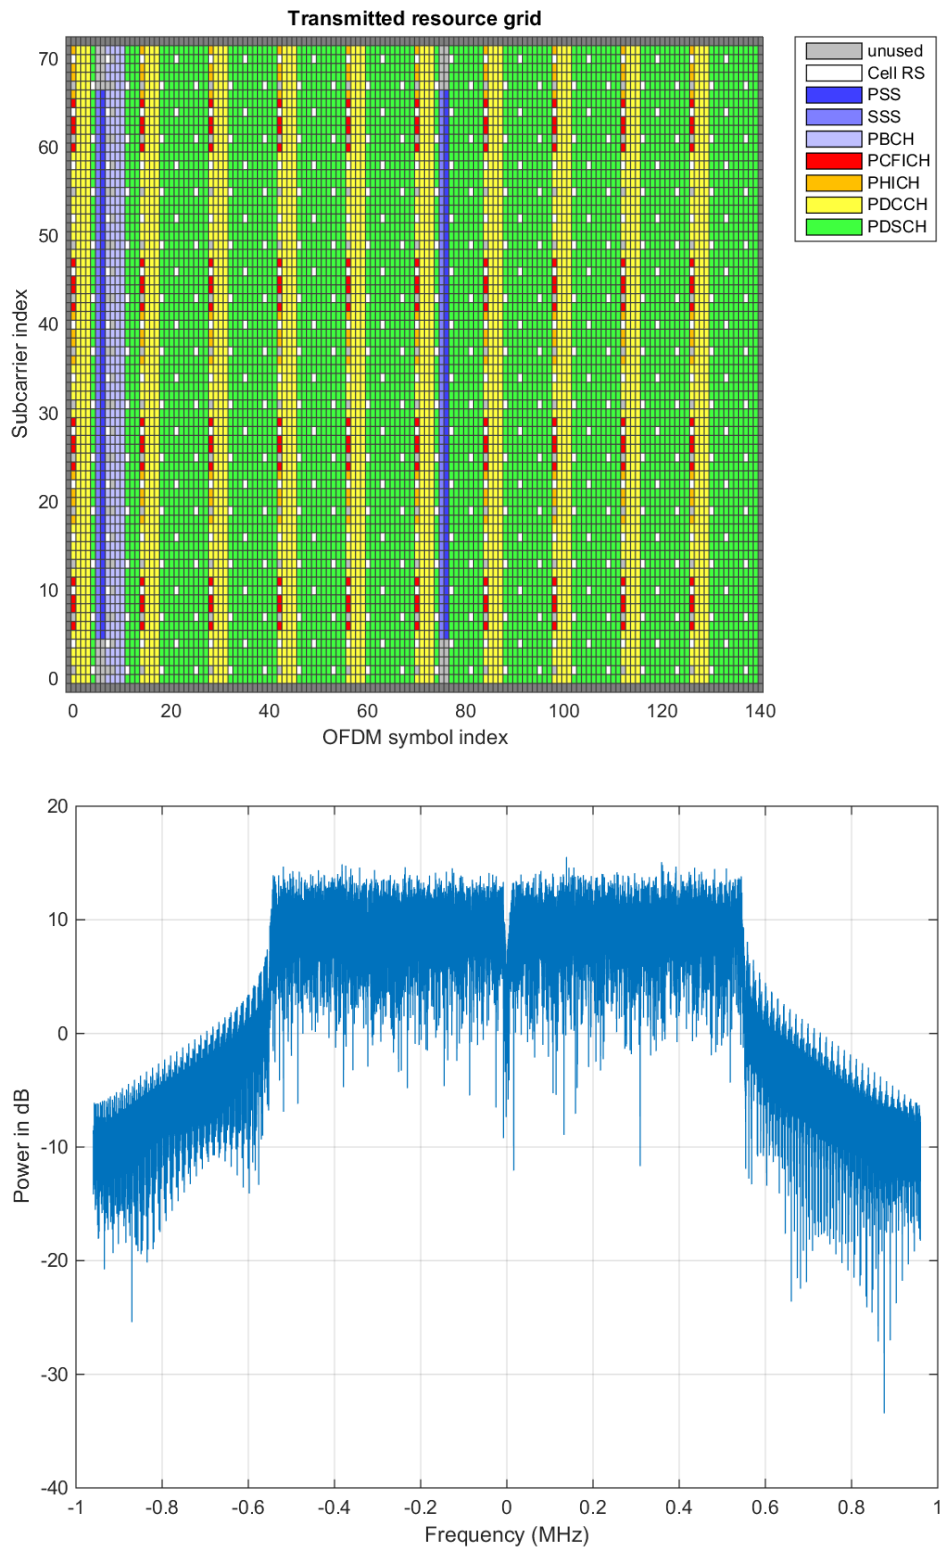 Transmitted resource grid
70
60
50
40
30
20
10
0
Subcarrier index
0 20 40 60 80 100 120 140
OFDM symbol index
unused
Cell RS
PSS
SSS
PBCH
PCFICH
PHICH
PDCCH
PDSCH
20
10
0
-10
-20
-30
-40
Power in dB
-1 -0.8 -0.6 -0.4 -0.2 0 0.2 0.4 0.6 0.8 1
Frequency (MHz)